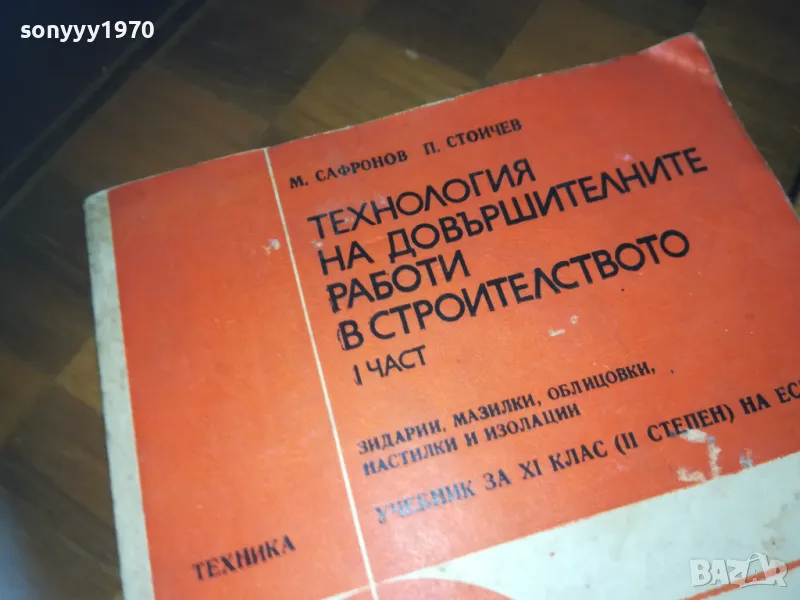 sonyyy1970
М. САФРОНОВ П. СТОИЧЕВ
ТЕХНОЛОГИЯ
НА ДОВЪРШИТЕЛНИТЕ
РАБОТИ
В СТРОИТЕЛСТВОТО
I ЧАСТ
ЗИДАРИИ, МАЗИЛКИ, ОБЛИЦОВКИ,
НАСТИЛКИ И ИЗОЛАЦИИ
УЧЕБНИК ЗА XI КЛАС (II СТЕПЕН) НА
ТЕХНИКА
BAZAR